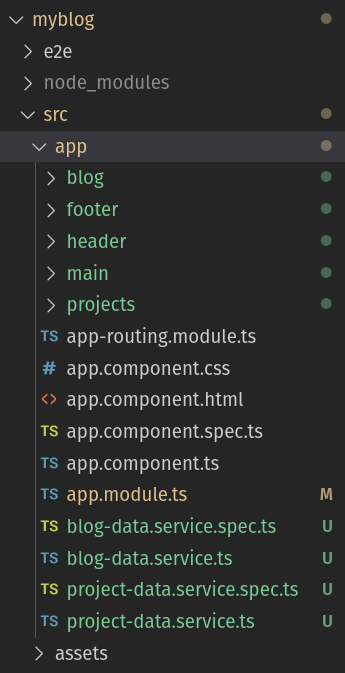 myblog
e2e
node_modules
src
app
blog
footer
header
main
projects
TS app-routing.module.ts
# app.component.css
<> app.component.html
TS app.component.spec.ts
TS app.component.ts
TS app.module.ts M
TS blog-data.service.spec.ts U
TS blog-data.service.ts U
TS project-data.service.spec.ts U
TS project-data.service.ts U
assets